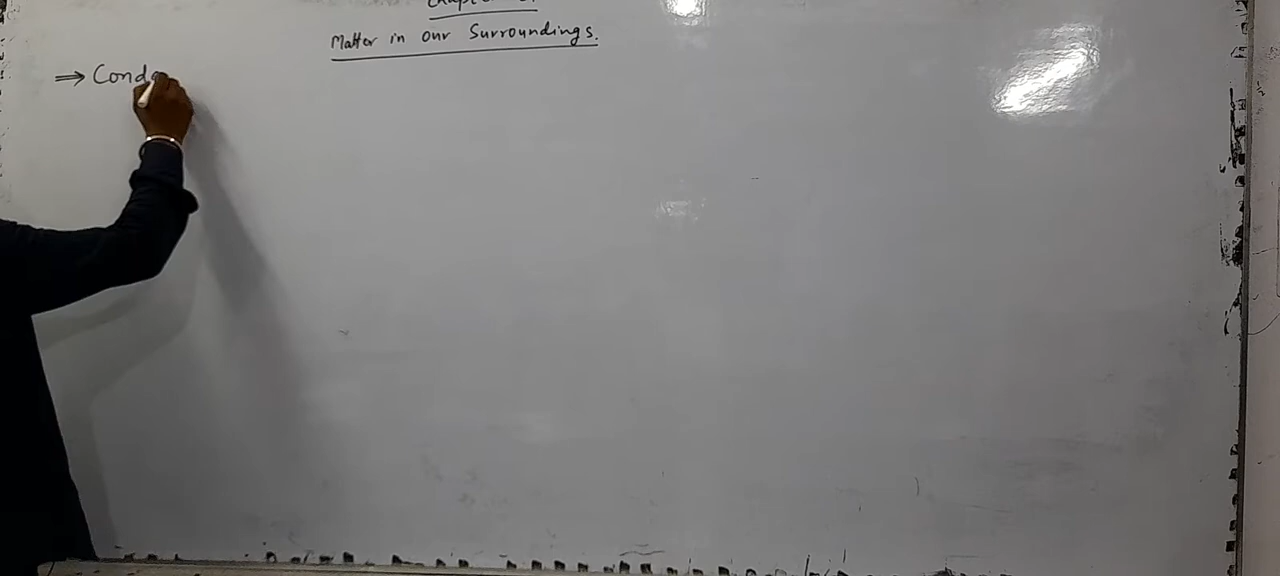 Matter in our Surroundings.
⇒ Cond